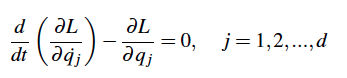 d/dt (∂L/∂q̇ⱼ) − ∂L/∂qⱼ = 0, j = 1,2,...,d